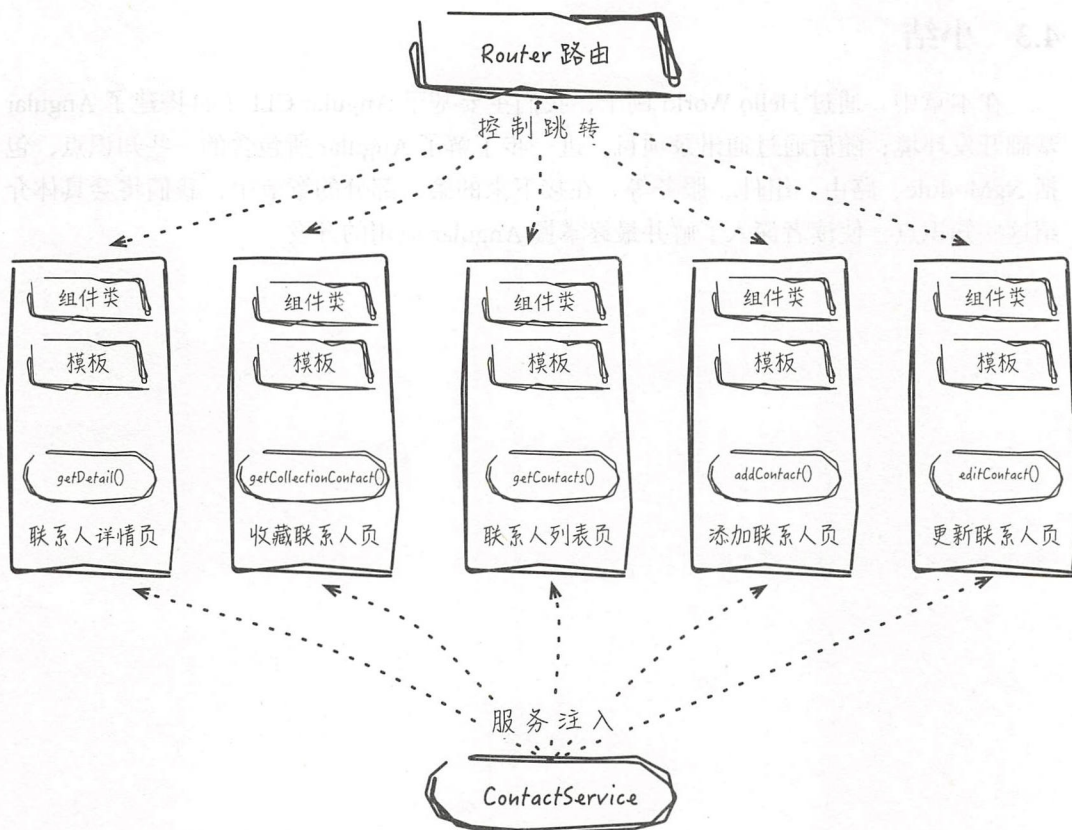 Router 路由
控制跳转
组件类
模板
getDetail()
联系人详情页
组件类
模板
getCollectionContact()
收藏联系人页
组件类
模板
getContacts()
联系人列表页
组件类
模板
addContact()
添加联系人页
组件类
模板
editContact()
更新联系人页
服务注入
ContactService